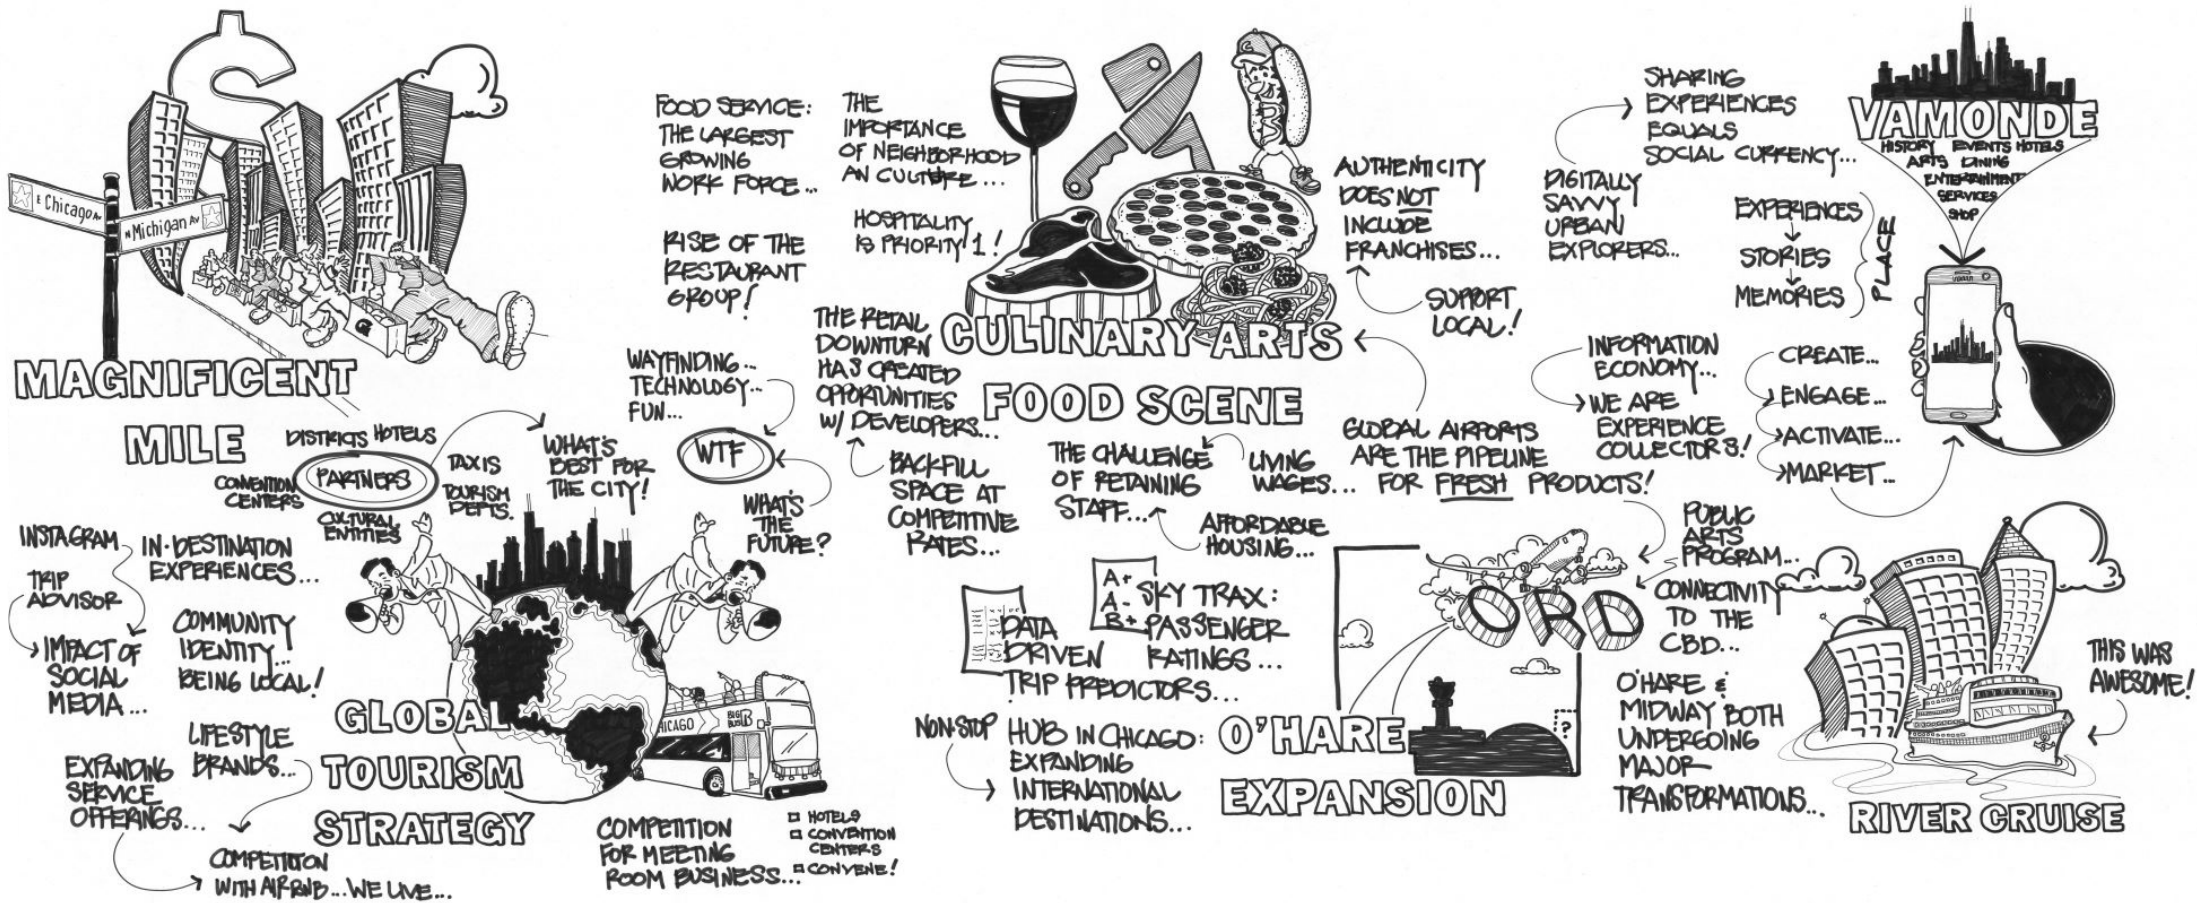 E Chicago AV
N Michigan AV
MAGNIFICENT
MILE
DISTRICTS HOTELS
PARTNERS
TAXIS
CONVENTION
CENTERS
TOURISM
DEPTS.
CULTURAL
ENTITIES
WHAT'S
BEST FOR
THE CITY!
INSTAGRAM
TRIP
ADVISOR
IMPACT OF
SOCIAL
MEDIA...
IN-DESTINATION
EXPERIENCES...
COMMUNITY
IDENTITY...
BEING LOCAL!
LIFESTYLE
BRANDS...
EXPANDING
SERVICE
OFFERINGS...
COMPETITION
WITH AIRBNB...WE LIVE...
GLOBAL
TOURISM
STRATEGY
CHICAGO
BIG
BUS
COMPETITION
FOR MEETING
ROOM BUSINESS...
HOTELS
CONVENTION
CENTERS
CONVENE!
WAYFINDING...
TECHNOLOGY...
FUN...
WTF
WHAT'S
THE
FUTURE?
FOOD SERVICE:
THE LARGEST
GROWING
WORK FORCE...
RISE OF THE
RESTAURANT
GROUP!
THE
IMPORTANCE
OF NEIGHBORHOOD
AN CULTURE...
HOSPITALITY
IS PRIORITY 1!
THE RETAIL
DOWNTURN
HAS CREATED
OPPORTUNITIES
W/ DEVELOPERS...
BACKFILL
SPACE AT
COMPETITIVE
RATES...
C
CULINARY ARTS
FOOD SCENE
THE CHALLENGE
OF RETAINING
STAFF...
LIVING
WAGES...
AFFORDABLE
HOUSING...
AUTHENTICITY
DOES NOT
INCLUDE
FRANCHISES...
SUPPORT
LOCAL!
GLOBAL AIRPORTS
ARE THE PIPELINE
FOR FRESH PRODUCTS!
DATA
DRIVEN
TRIP PREDICTORS...
A+
A-
B+
SKY TRAX:
PASSENGER
RATINGS...
NON-STOP
HUB IN CHICAGO:
EXPANDING
INTERNATIONAL
DESTINATIONS...
ORD
?
O'HARE
EXPANSION
PUBLIC
ARTS
PROGRAM...
CONNECTIVITY
TO THE
CBD...
O'HARE &
MIDWAY BOTH
UNDERGOING
MAJOR
TRANSFORMATIONS...
SHARING
EXPERIENCES
EQUALS
SOCIAL CURRENCY...
DIGITALLY
SAVVY
URBAN
EXPLORERS...
EXPERIENCES
STORIES
MEMORIES
PLACE
INFORMATION
ECONOMY...
WE ARE
EXPERIENCE
COLLECTORS!
CREATE...
ENGAGE...
ACTIVATE...
MARKET...
VAMONDE
HISTORY EVENTS HOTELS
ARTS DINING
ENTERTAINMENT
SERVICES
SHOP
THIS WAS
AWESOME!
RIVER CRUISE